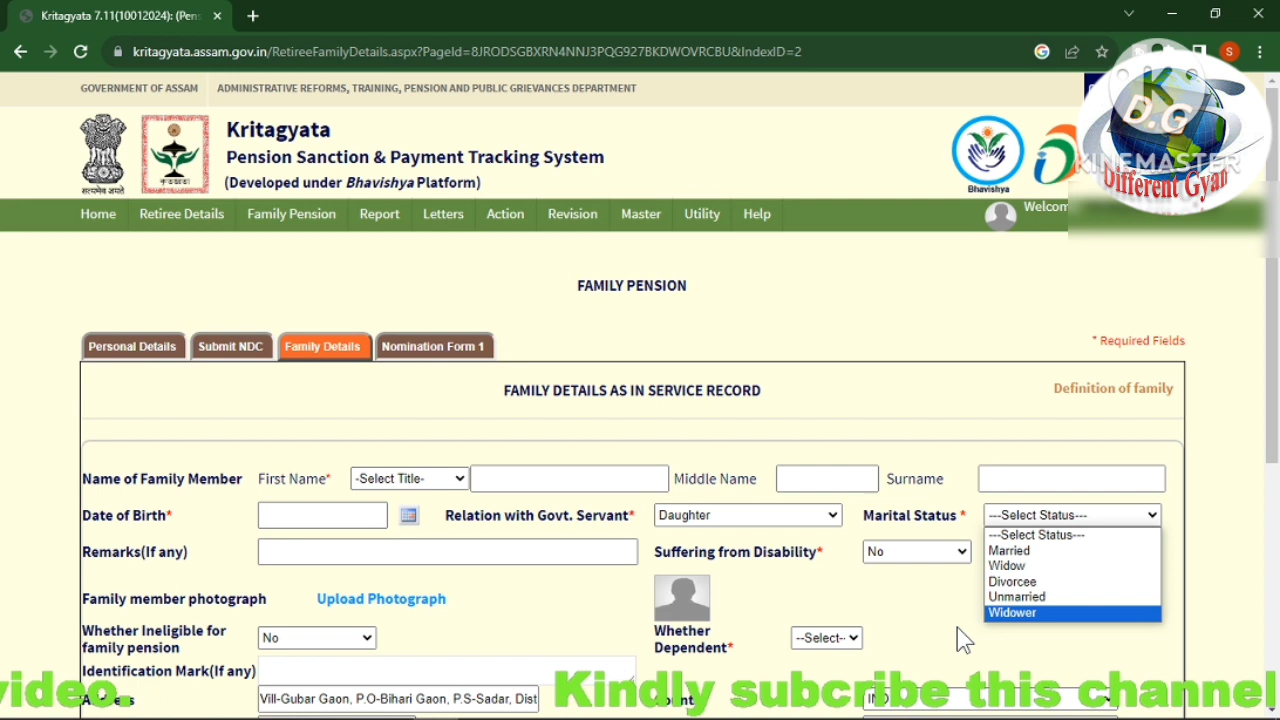 Kritagyata 7.11(10012024): (Pens
kritagyata.assam.gov.in/RetireeFamilyDetails.aspx?PageId=8JRODSGBXRN4NNJ3PQG927BKDWOVRCBU&IndexID=2
S
GOVERNMENT OF ASSAM
ADMINISTRATIVE REFORMS, TRAINING, PENSION AND PUBLIC GRIEVANCES DEPARTMENT
K
D.G
KINEMASTER
Different Gyan
सत्यमेव जयते
Kritagyata
Pension Sanction & Payment Tracking System
(Developed under Bhavishya Platform)
Bhavishya
Home Retiree Details Family Pension Report Letters Action Revision Master Utility Help
Welcom
FAMILY PENSION
Personal Details Submit NDC Family Details Nomination Form 1
* Required Fields
FAMILY DETAILS AS IN SERVICE RECORD
Definition of family
Name of Family Member First Name* -Select Title- Middle Name Surname
Date of Birth* Relation with Govt. Servant* Daughter Marital Status * ---Select Status---
---Select Status---
Married
Widow
Divorcee
Unmarried
Widower
Remarks(If any) Suffering from Disability* No
Family member photograph Upload Photograph
Whether Ineligible for family pension No Whether Dependent* --Select--
Identification Mark(If any)
Vill-Gubar Gaon, P.O-Bihari Gaon, P.S-Sadar, Dist
video. Kindly subcribe this channel